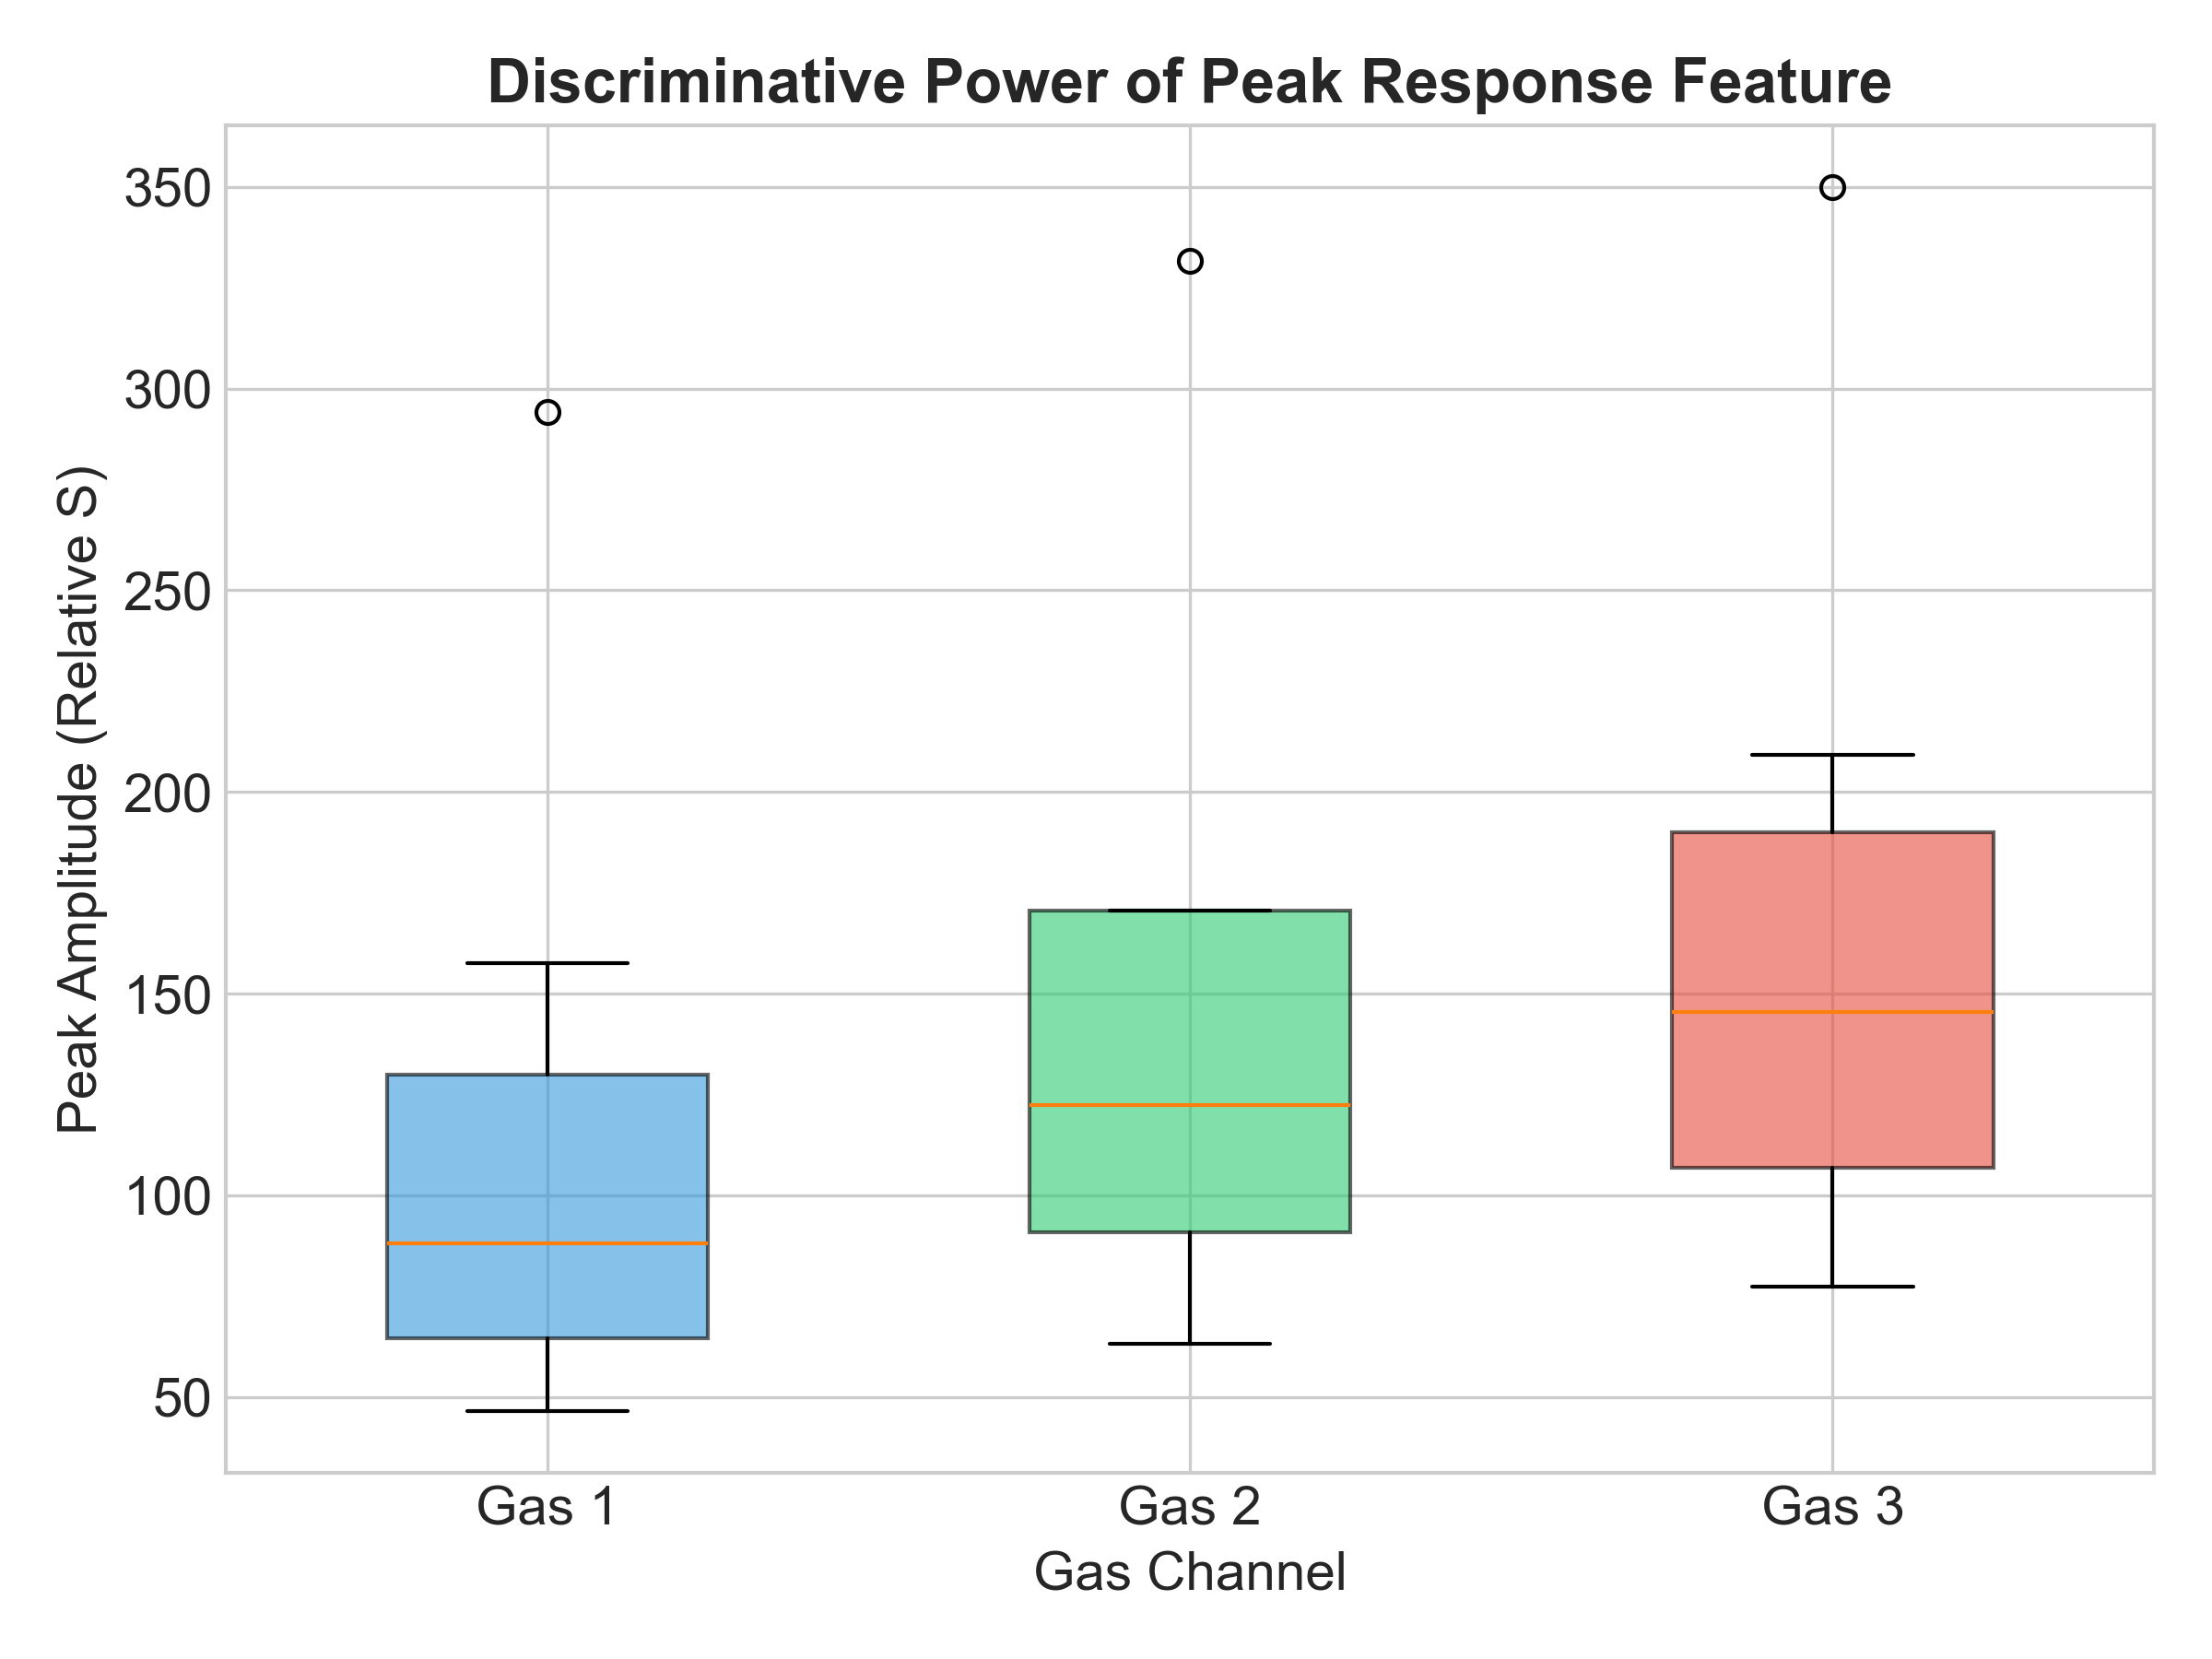 Discriminative Power of Peak Response Feature
Peak Amplitude (Relative S)
350
300
250
200
150
100
50
Gas 1
Gas 2
Gas 3
Gas Channel